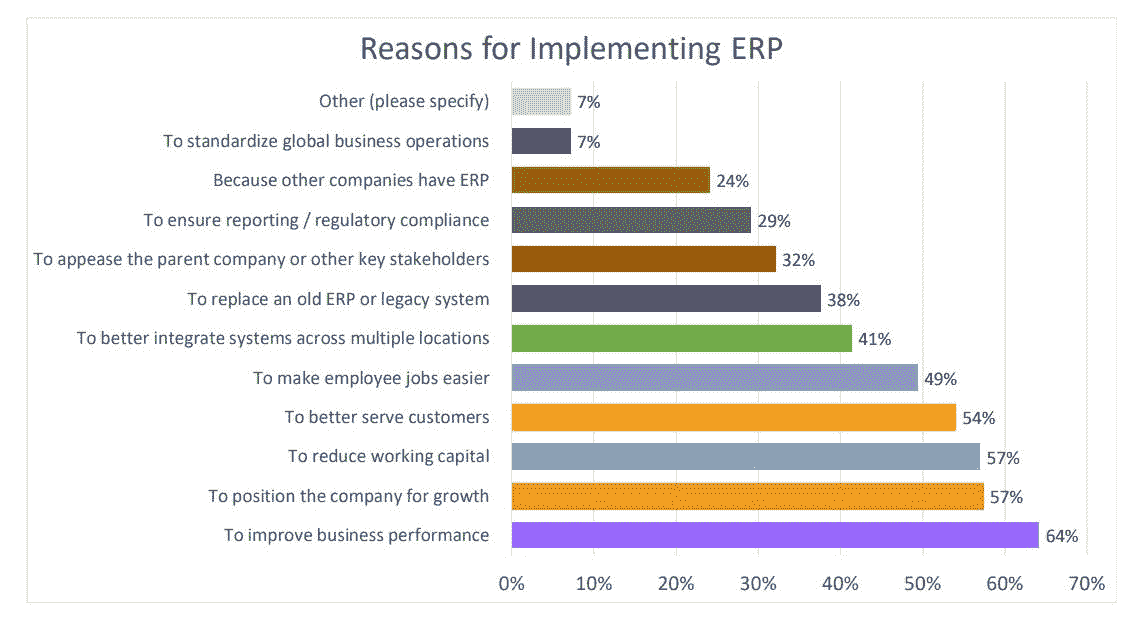 Reasons for Implementing ERP
Other (please specify) 7%
To standardize global business operations 7%
Because other companies have ERP 24%
To ensure reporting / regulatory compliance 29%
To appease the parent company or other key stakeholders 32%
To replace an old ERP or legacy system 38%
To better integrate systems across multiple locations 41%
To make employee jobs easier 49%
To better serve customers 54%
To reduce working capital 57%
To position the company for growth 57%
To improve business performance 64%
0% 10% 20% 30% 40% 50% 60% 70%